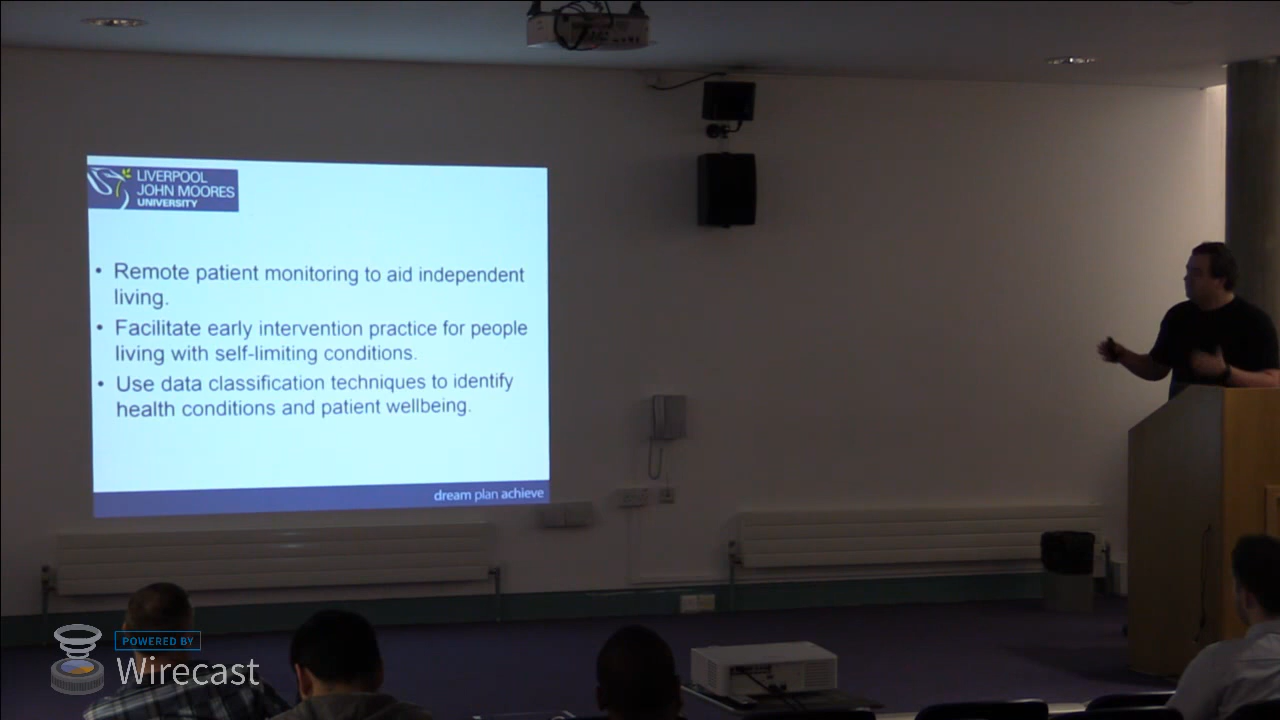 LIVERPOOL
JOHN MOORES
UNIVERSITY
• Remote patient monitoring to aid independent
living.
• Facilitate early intervention practice for people
living with self-limiting conditions.
• Use data classification techniques to identify
health conditions and patient wellbeing.
dream plan achieve
POWERED BY
Wirecast